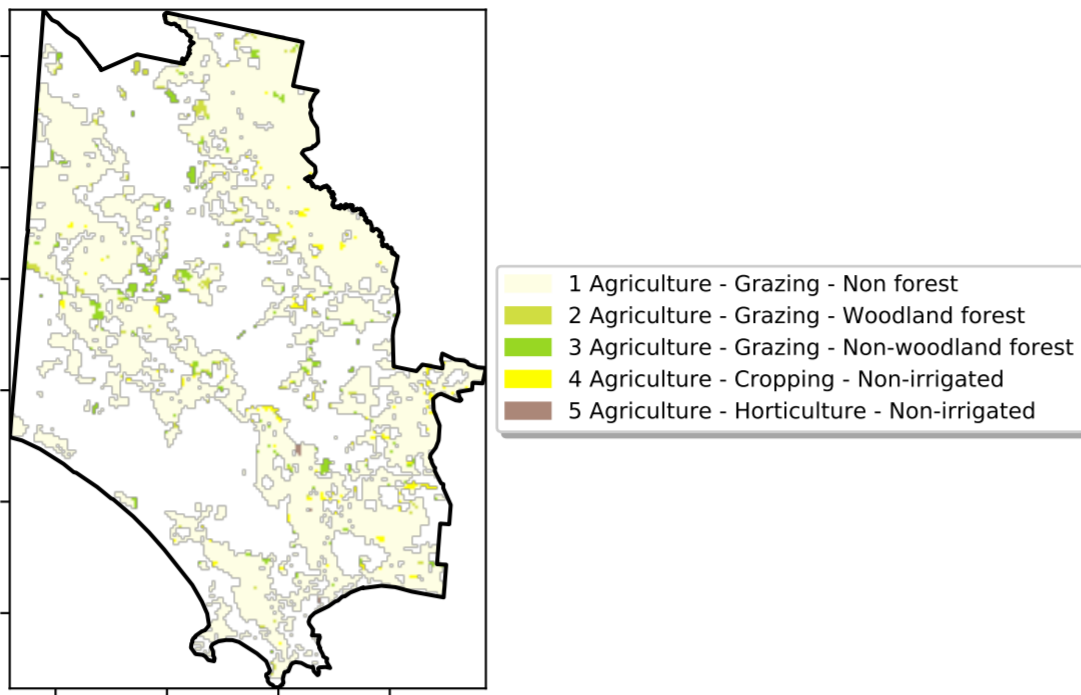 1 Agriculture - Grazing - Non forest
2 Agriculture - Grazing - Woodland forest
3 Agriculture - Grazing - Non-woodland forest
4 Agriculture - Cropping - Non-irrigated
5 Agriculture - Horticulture - Non-irrigated